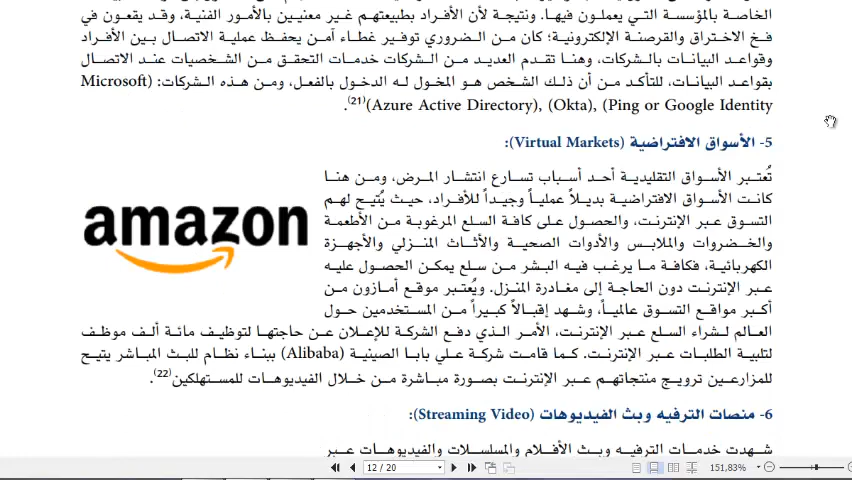 الخاصة بالمؤسسة التي يعملون فيها. ونتيجة لأن الأفراد بطبيعتهم غير معنيين بالأمور الفنية، وقد يقعون في
فخ الاختراق والقرصنة الإلكترونية؛ كان من الضروري توفير غطاء آمن يحفظ عملية الاتصال بين الأفراد
وقواعد البيانات بالشركات، وهنا تقدم العديد من الشركات خدمات التحقق من الشخصيات عند الاتصال
بقواعد البيانات، للتأكد من أن ذلك الشخص هو المخول له الدخول بالفعل، ومن هذه الشركات: (Microsoft
Azure Active Directory), (Okta), (Ping or Google Identity)(21).
5- الأسواق الافتراضية (Virtual Markets):
تُعتبر الأسواق التقليدية أحد أسباب تسارع انتشار المرض، ومن هنا
كانت الأسواق الافتراضية بديلاً عملياً وجيداً للأفراد، حيث يُتيح لهم
التسوق عبر الإنترنت، والحصول على كافة السلع المرغوبة من الأطعمة
والخضروات والملابس والأدوات الصحية والأثاث المنزلي والأجهزة
الكهربائية، فكافة ما يرغب فيه البشر من سلع يمكن الحصول عليه
عبر الإنترنت دون الحاجة إلى مغادرة المنزل. ويُعتبر موقع أمازون من
أكبر مواقع التسوق عالمياً، وشهد إقبالاً كبيراً من المستخدمين حول
العالم لشراء السلع عبر الإنترنت، الأمر الذي دفع الشركة للإعلان عن حاجتها لتوظيف مائة ألف موظف
لتلبية الطلبات عبر الإنترنت. كما قامت شركة علي بابا الصينية (Alibaba) ببناء نظام للبث المباشر يتيح
للمزارعين ترويج منتجاتهم عبر الإنترنت بصورة مباشرة من خلال الفيديوهات للمستهلكين(22).
amazon
6- منصات الترفيه وبث الفيديوهات (Streaming Video):
شهدت خدمات الترفيه وبث الأفلام والمسلسلات والفيديوهات عبر
12 / 20
151,83%